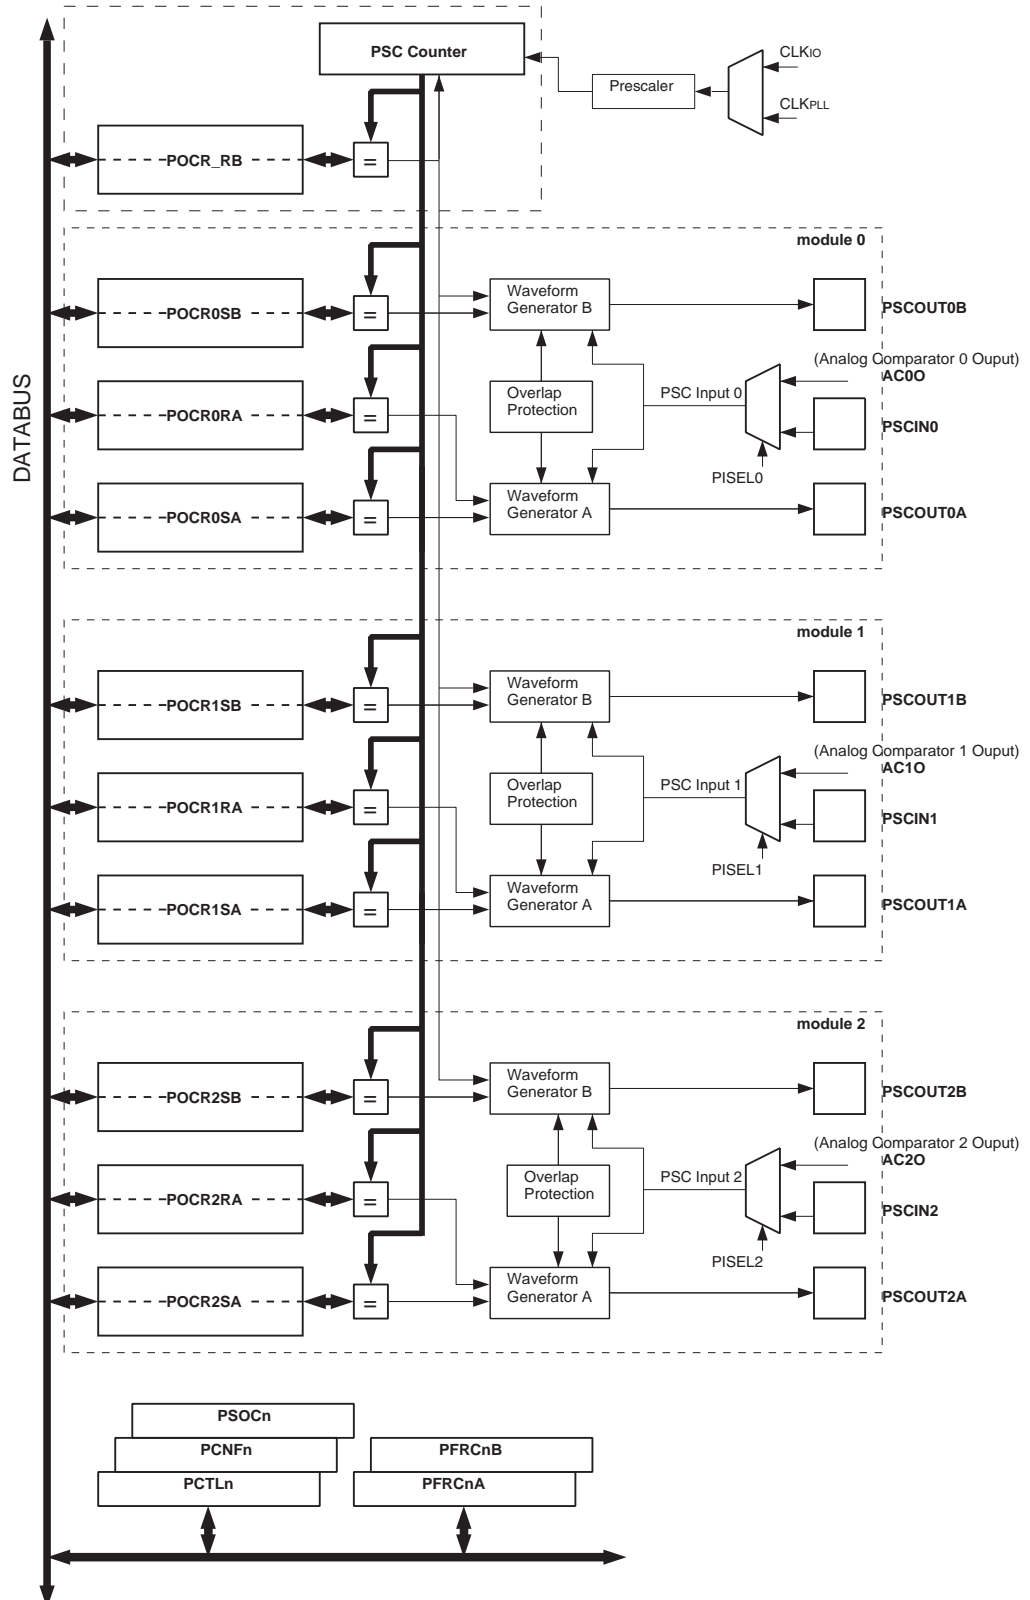 PSC Counter
CLKIO
Prescaler
CLKPLL
POCR_RB
=
module 0
POCR0SB
=
Waveform
Generator B
PSCOUT0B
(Analog Comparator 0 Ouput)
AC0O
DATABUS
POCR0RA
=
Overlap
Protection
PSC Input 0
PSCIN0
PISEL0
POCR0SA
=
Waveform
Generator A
PSCOUT0A
module 1
POCR1SB
=
Waveform
Generator B
PSCOUT1B
(Analog Comparator 1 Ouput)
AC1O
POCR1RA
=
Overlap
Protection
PSC Input 1
PSCIN1
PISEL1
POCR1SA
=
Waveform
Generator A
PSCOUT1A
module 2
POCR2SB
=
Waveform
Generator B
PSCOUT2B
(Analog Comparator 2 Ouput)
AC2O
POCR2RA
=
Overlap
Protection
PSC Input 2
PSCIN2
PISEL2
POCR2SA
=
Waveform
Generator A
PSCOUT2A
PSOCn
PCNFn
PFRCnB
PCTLn
PFRCnA